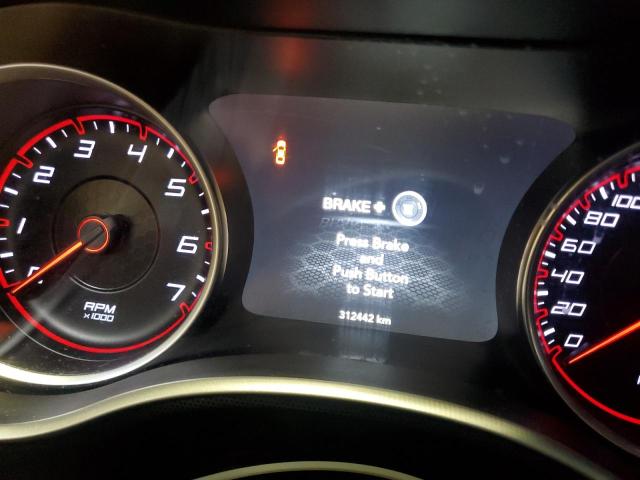 1 2 3 4 5 6 7
RPM
x1000
BRAKE +
Press Brake
and
Push Button
to Start
312442 km
100
80
60
40
20
0